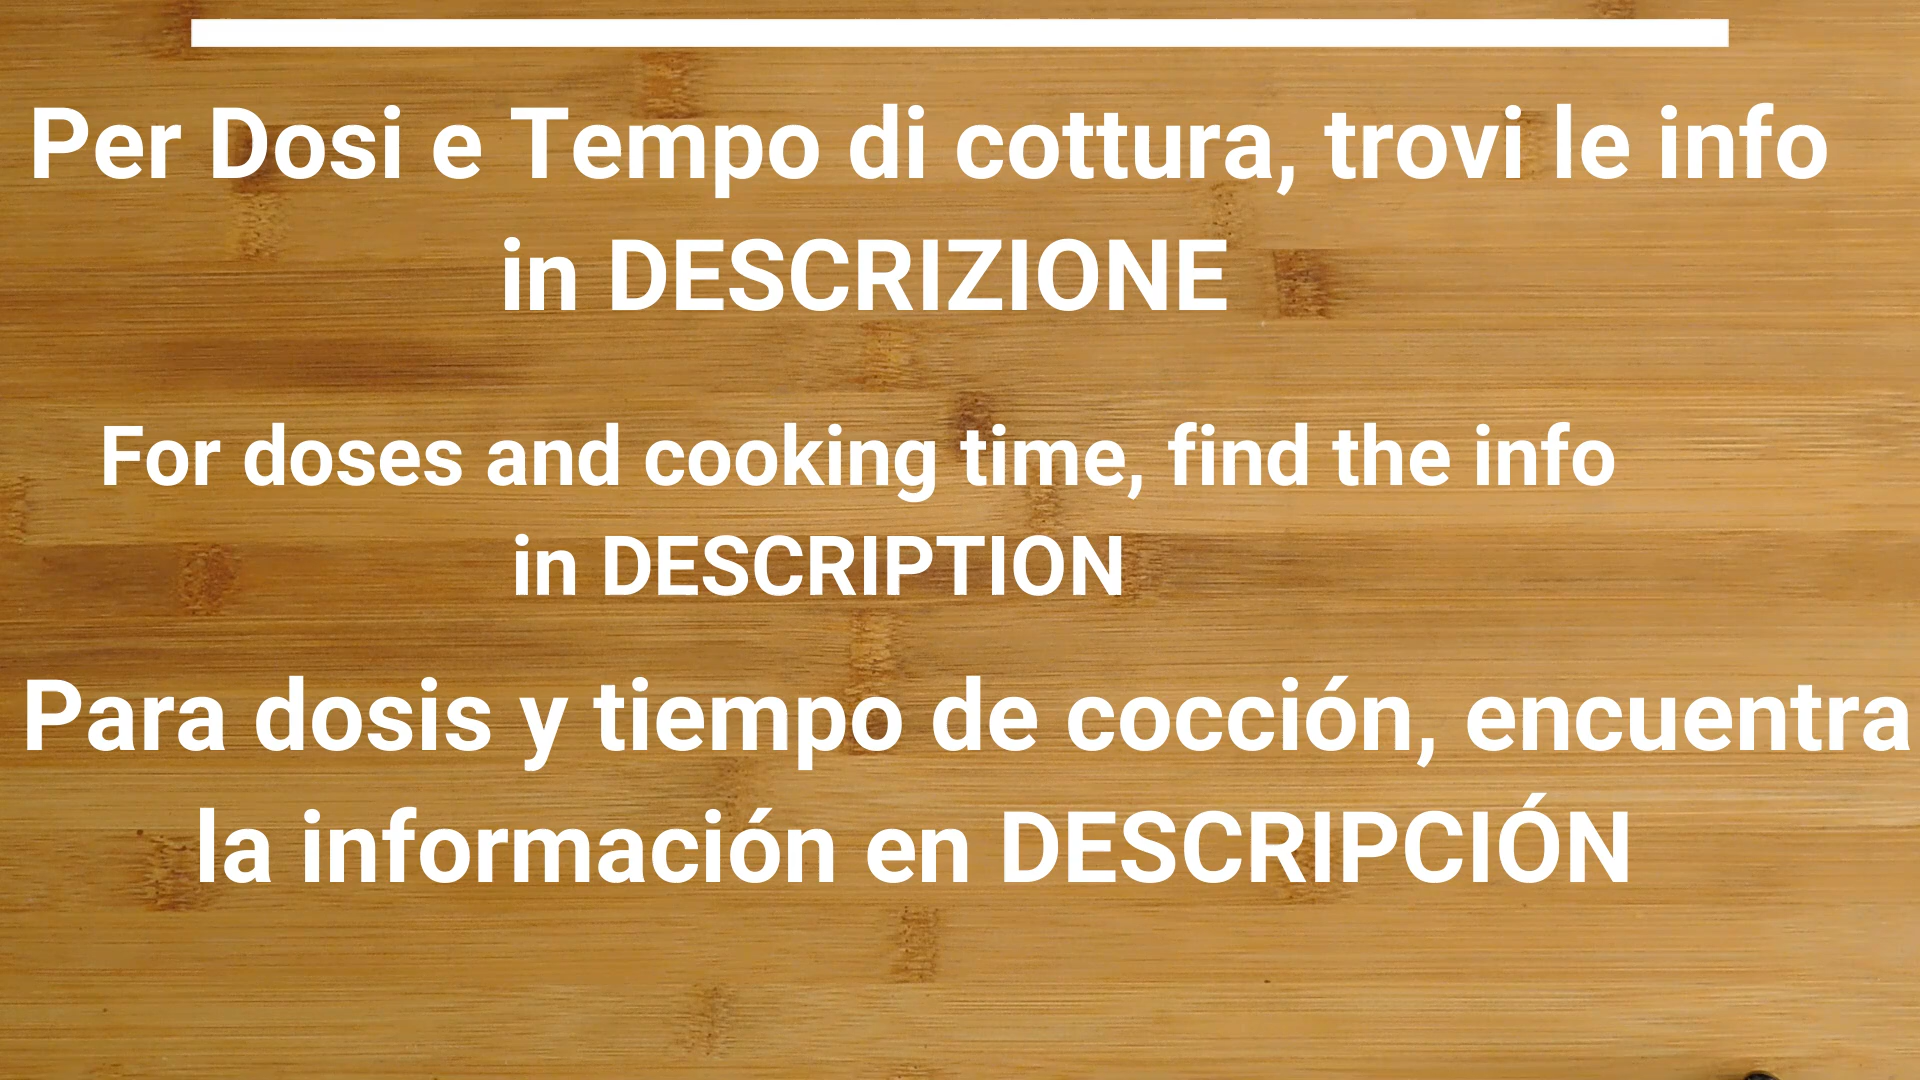 Per Dosi e Tempo di cottura, trovi le info
in DESCRIZIONE
For doses and cooking time, find the info
in DESCRIPTION
Para dosis y tiempo de cocción, encuentra
la información en DESCRIPCIÓN